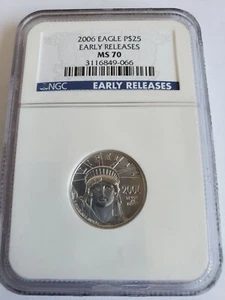 2006 EAGLE P$25
EARLY RELEASES
MS 70
3116849-066
NGC EARLY RELEASES